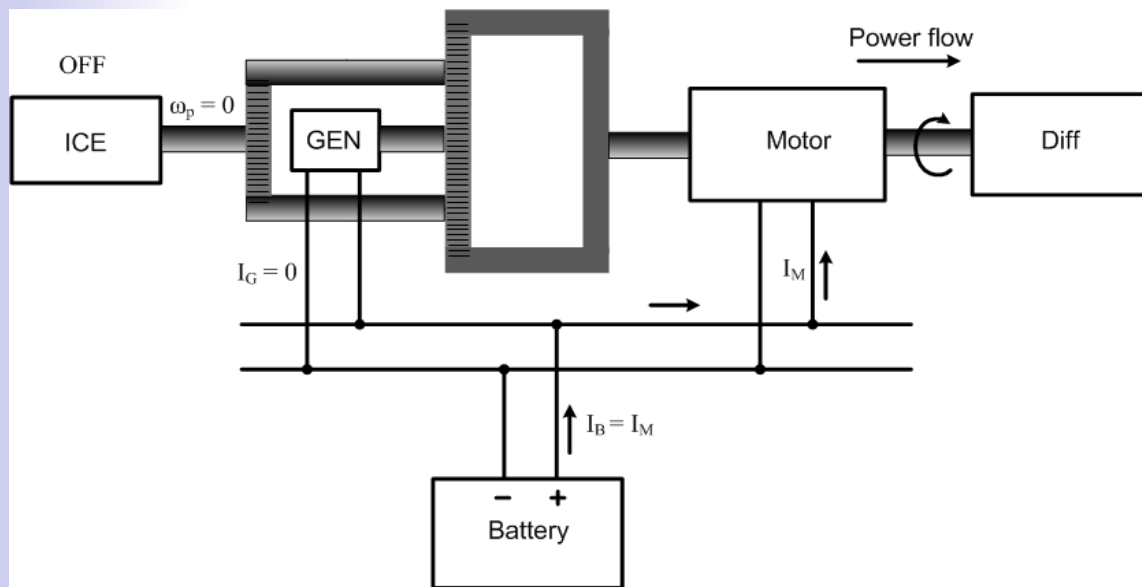 Power flow
OFF
ω_p = 0
ICE
GEN
Motor
Diff
I_G = 0
I_M
I_B = I_M
− +
Battery